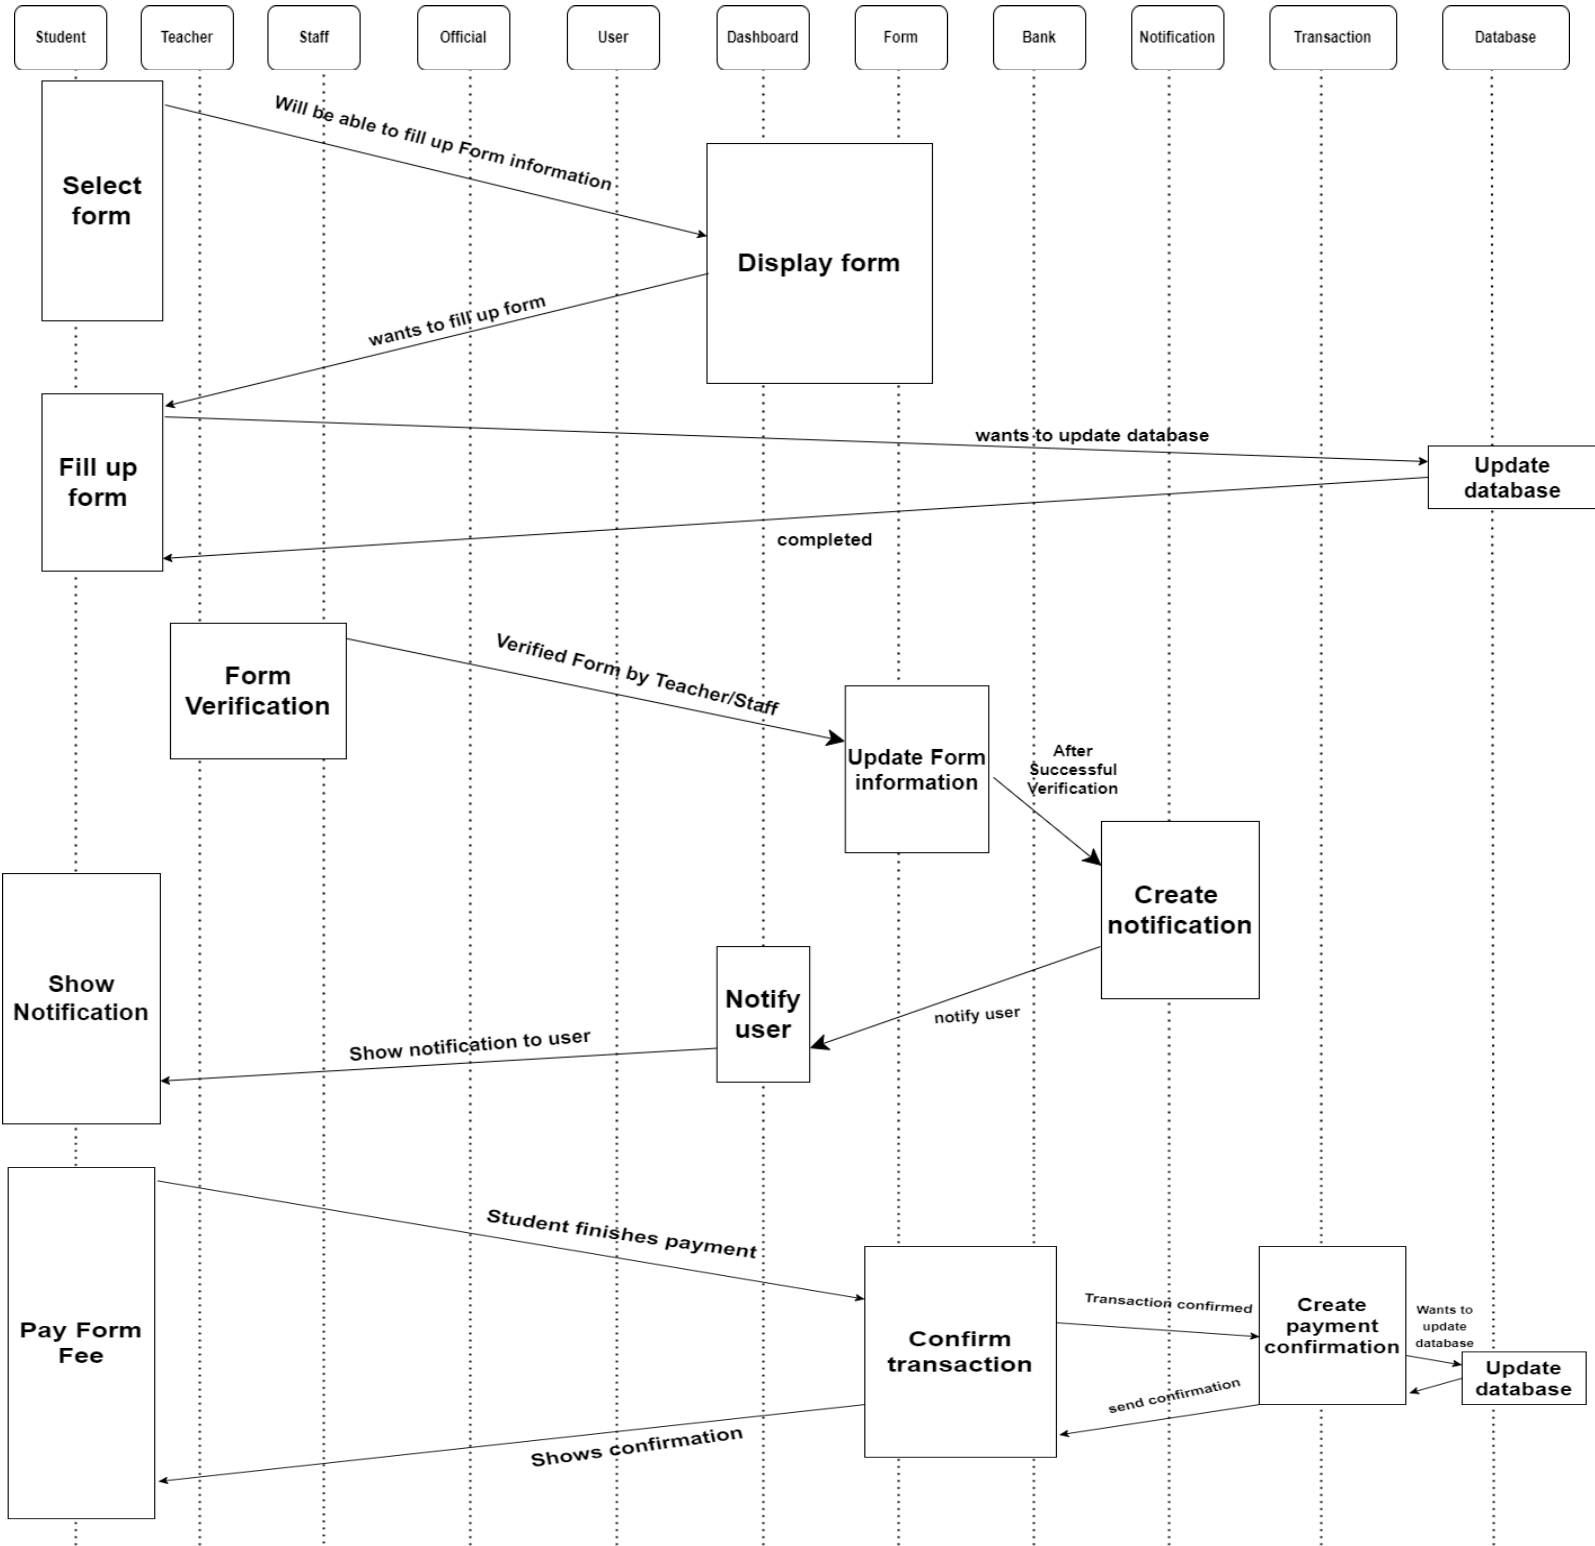 Student
Teacher
Staff
Official
User
Dashboard
Form
Bank
Notification
Transaction
Database
Select
form
Will be able to fill up Form information
Display form
wants to fill up form
Fill up
form
wants to update database
Update
database
completed
Form
Verification
Verified Form by Teacher/Staff
Update Form
information
After
Successful
Verification
Create
notification
notify user
Notify
user
Show notification to user
Show
Notification
Pay Form
Fee
Student finishes payment
Confirm
transaction
Transaction confirmed
Create
payment
confirmation
Wants to
update
database
Update
database
send confirmation
Shows confirmation